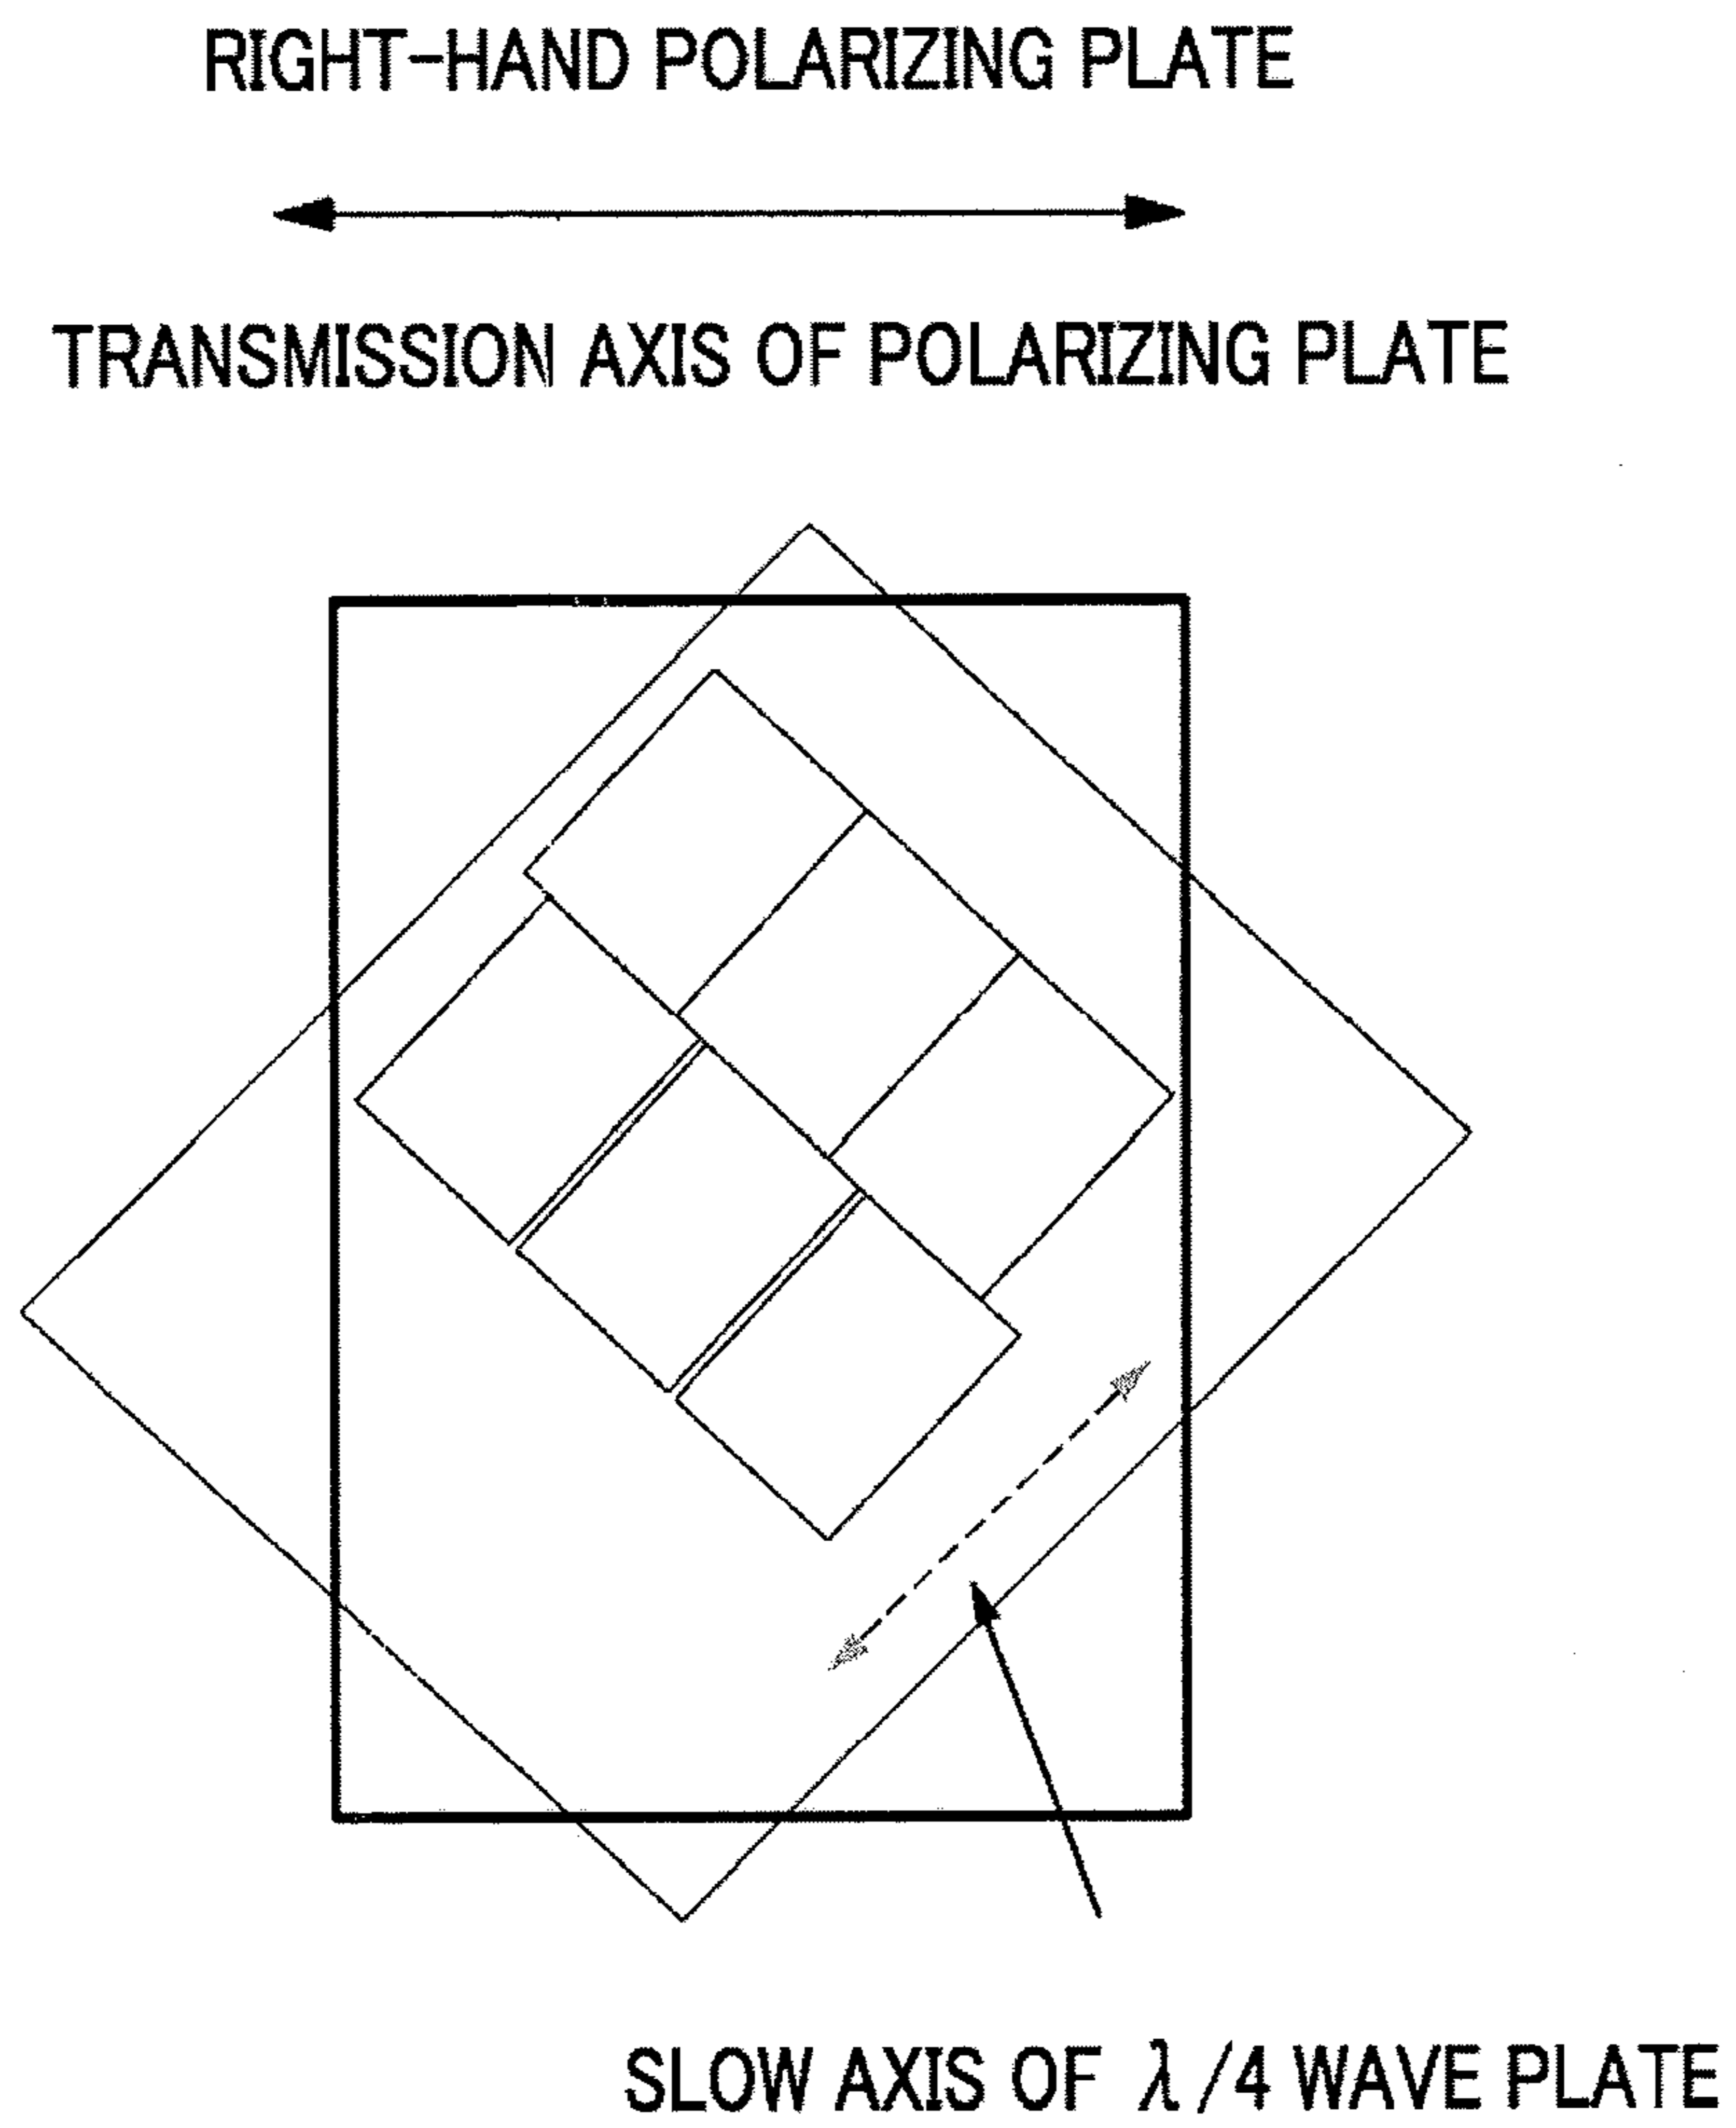 RIGHT-HAND POLARIZING PLATE
TRANSMISSION AXIS OF POLARIZING PLATE
SLOW AXIS OF λ/4 WAVE PLATE